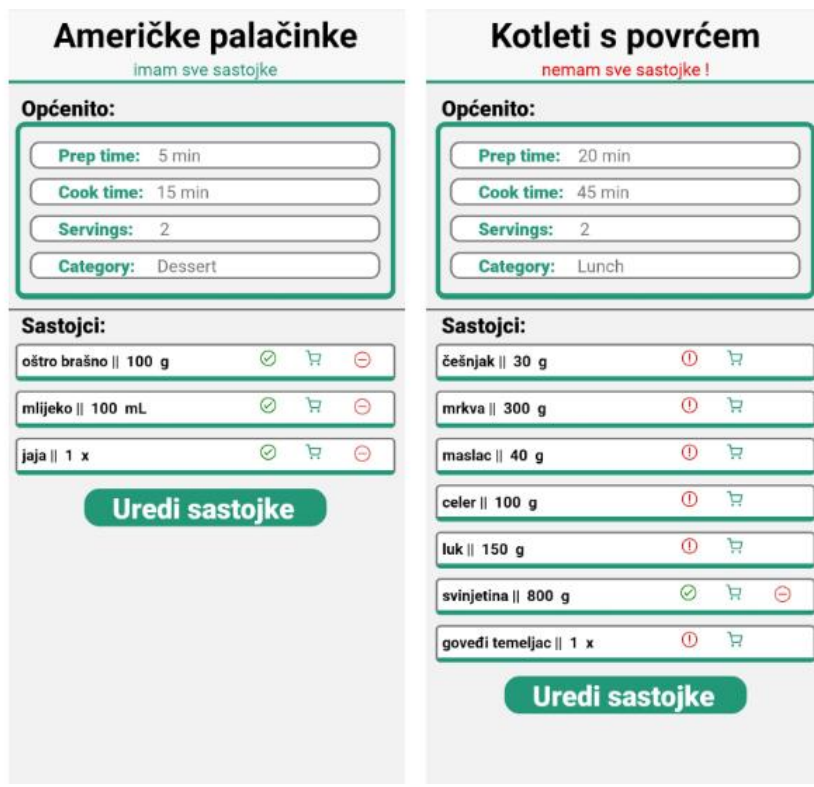 Američke palačinke
imam sve sastojke
Općenito:
Prep time: 5 min
Cook time: 15 min
Servings: 2
Category: Dessert
Sastojci:
oštro brašno || 100 g
mlijeko || 100 mL
jaja || 1 x
Uredi sastojke
Kotleti s povrćem
nemam sve sastojke !
Općenito:
Prep time: 20 min
Cook time: 45 min
Servings: 2
Category: Lunch
Sastojci:
češnjak || 30 g
mrkva || 300 g
maslac || 40 g
celer || 100 g
luk || 150 g
svinjetina || 800 g
goveđi temeljac || 1 x
Uredi sastojke